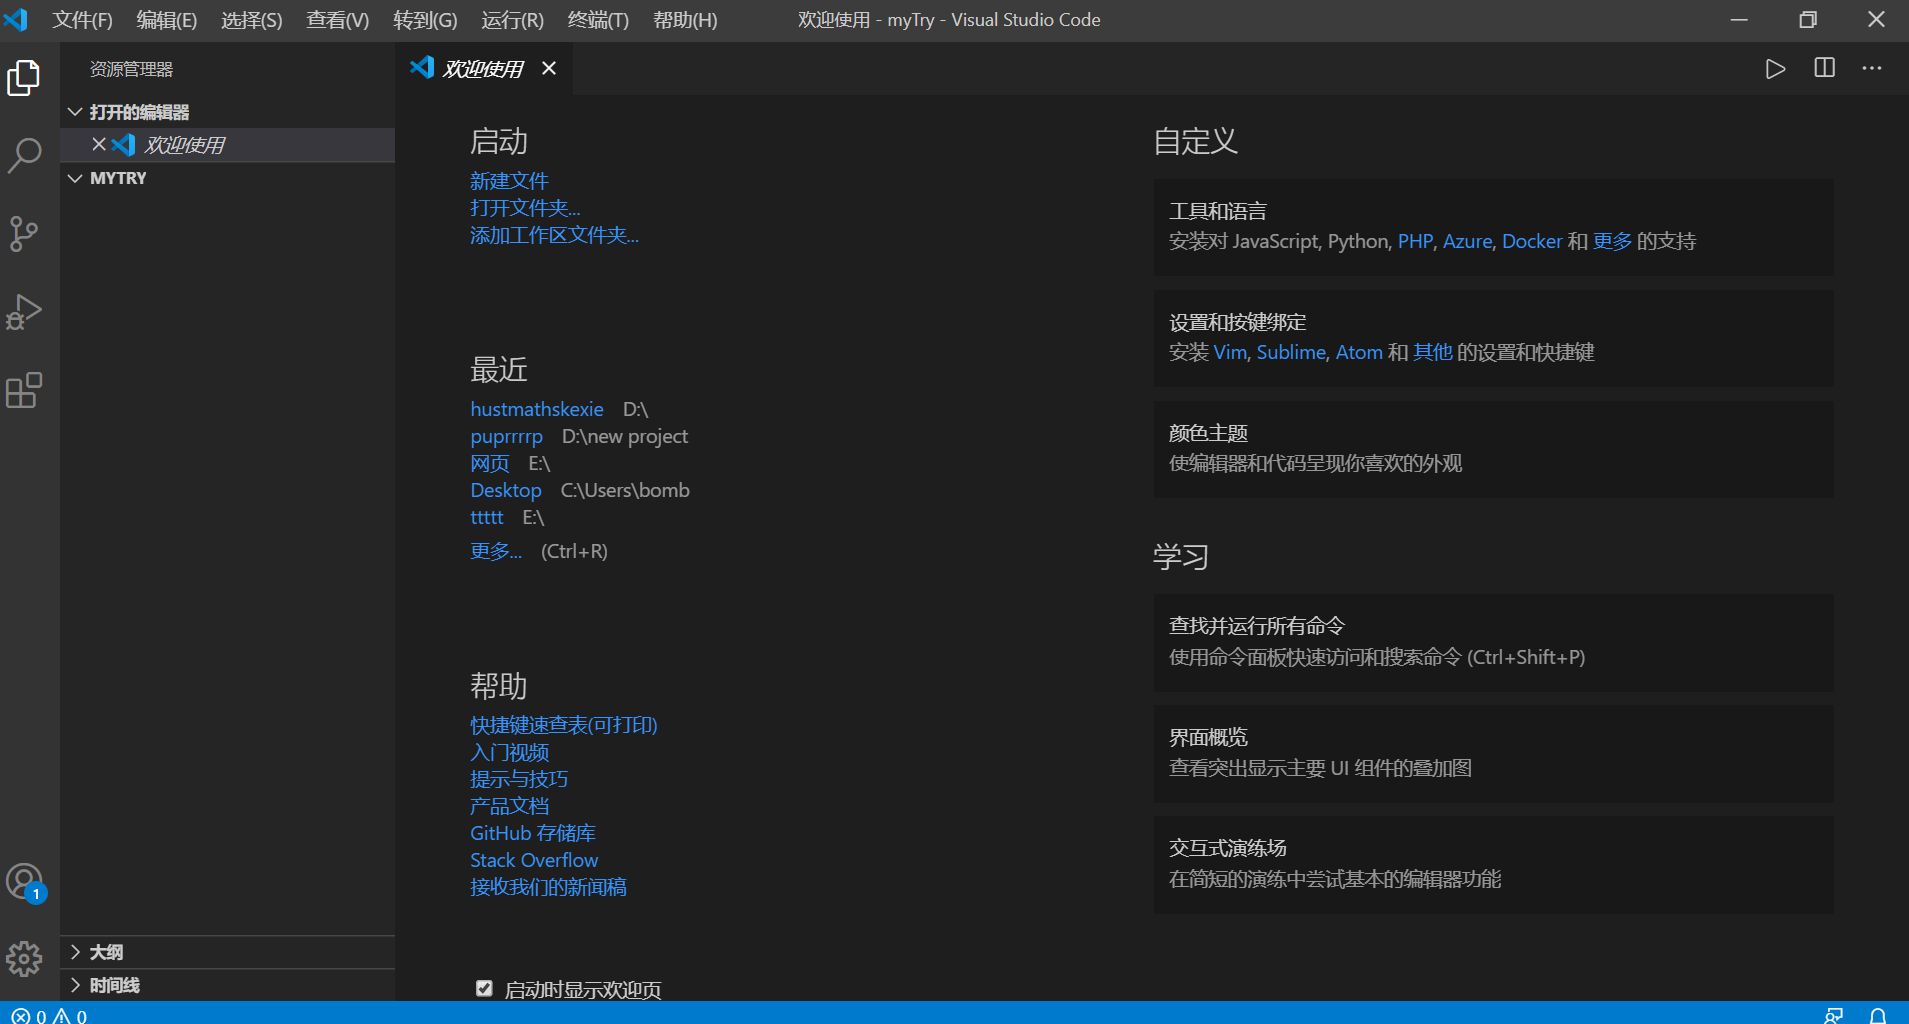 文件(F) 编辑(E) 选择(S) 查看(V) 转到(G) 运行(R) 终端(T) 帮助(H) 欢迎使用 - myTry - Visual Studio Code
资源管理器
打开的编辑器
欢迎使用
MYTRY
大纲
时间线
1
欢迎使用
启动
新建文件
打开文件夹...
添加工作区文件夹...
最近
hustmathskexie D:\
puprrrrp D:\new project
网页 E:\
Desktop C:\Users\bomb
ttttt E:\
更多... (Ctrl+R)
帮助
快捷键速查表(可打印)
入门视频
提示与技巧
产品文档
GitHub 存储库
Stack Overflow
接收我们的新闻稿
启动时显示欢迎页
自定义
工具和语言
安装对 JavaScript, Python, PHP, Azure, Docker 和 更多 的支持
设置和按键绑定
安装 Vim, Sublime, Atom 和 其他 的设置和快捷键
颜色主题
使编辑器和代码呈现你喜欢的外观
学习
查找并运行所有命令
使用命令面板快速访问和搜索命令 (Ctrl+Shift+P)
界面概览
查看突出显示主要 UI 组件的叠加图
交互式演练场
在简短的演练中尝试基本的编辑器功能
0 0